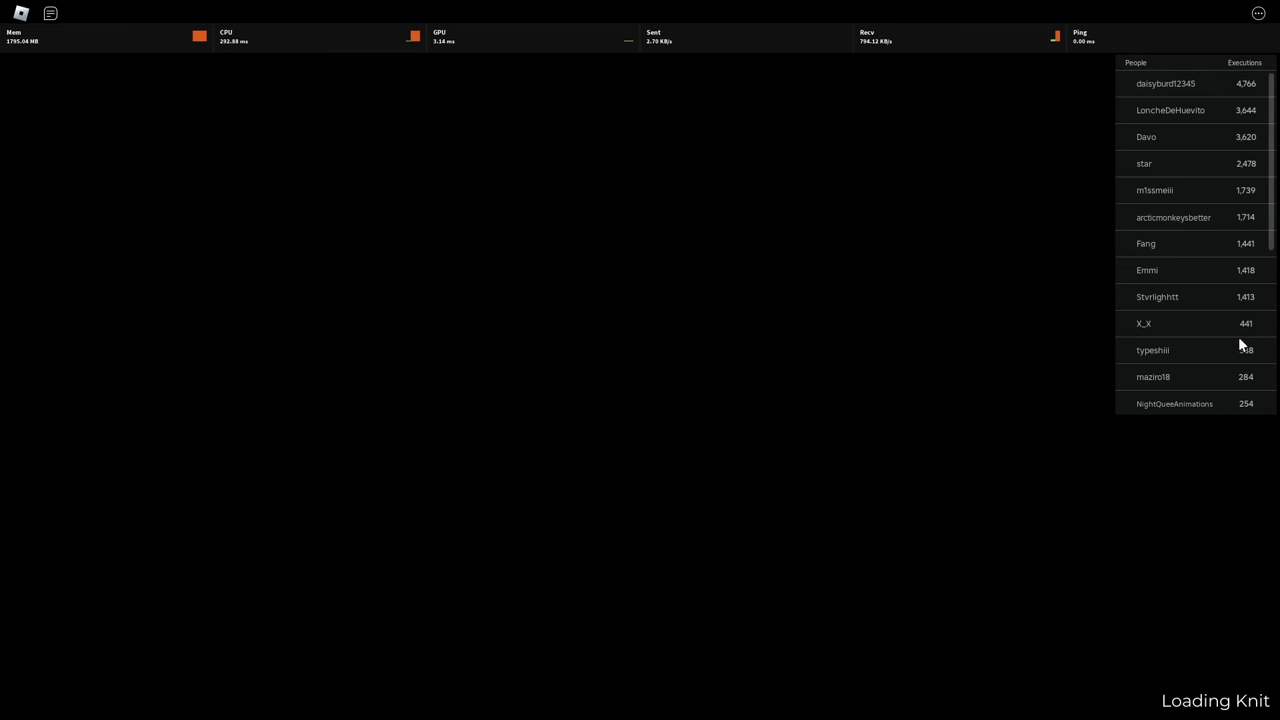 Mem CPU GPU Sent Recv Ping
1795.04 MB 292.88 ms 3.14 ms 2.70 KB/s 794.12 KB/s 0.00 ms
People Executions
daisyburd12345 4,766
LoncheDeHuevito 3,644
Davo 3,620
star 2,478
m1ssmeiii 1,739
arcticmonkeysbetter 1,714
Fang 1,441
Emmi 1,418
Stvrlighhtt 1,413
X_X 441
typeshiii
maziro18 284
NightQueeAnimations 254
Loading Knit